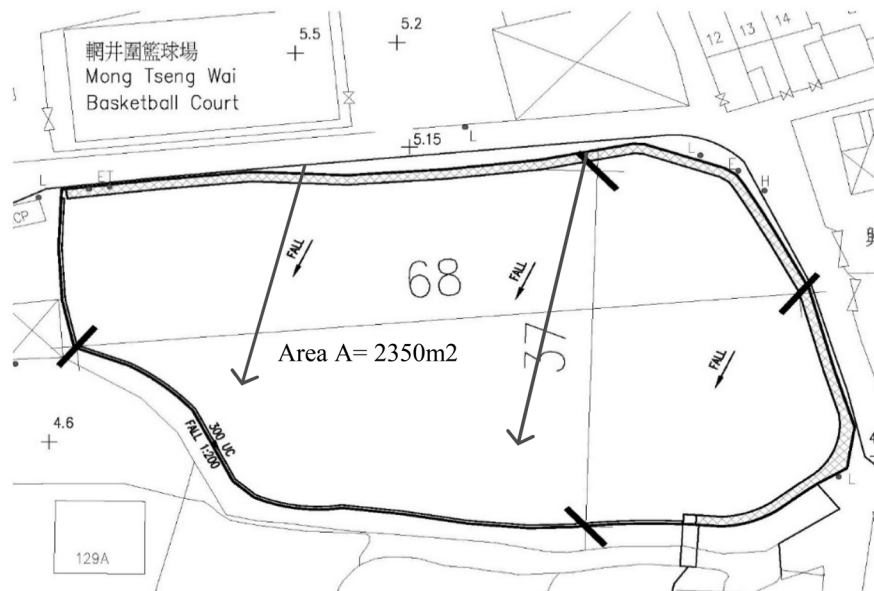 輞井圍籃球場
Mong Tseng Wai
Basketball Court
5.5
5.2
12
13
14
L
5.15
L
L
ET
F
H
CP
FALL
FALL
68
37
Area A= 2350m2
FALL
4.6
300 UC
FALL 1:200
L
129A